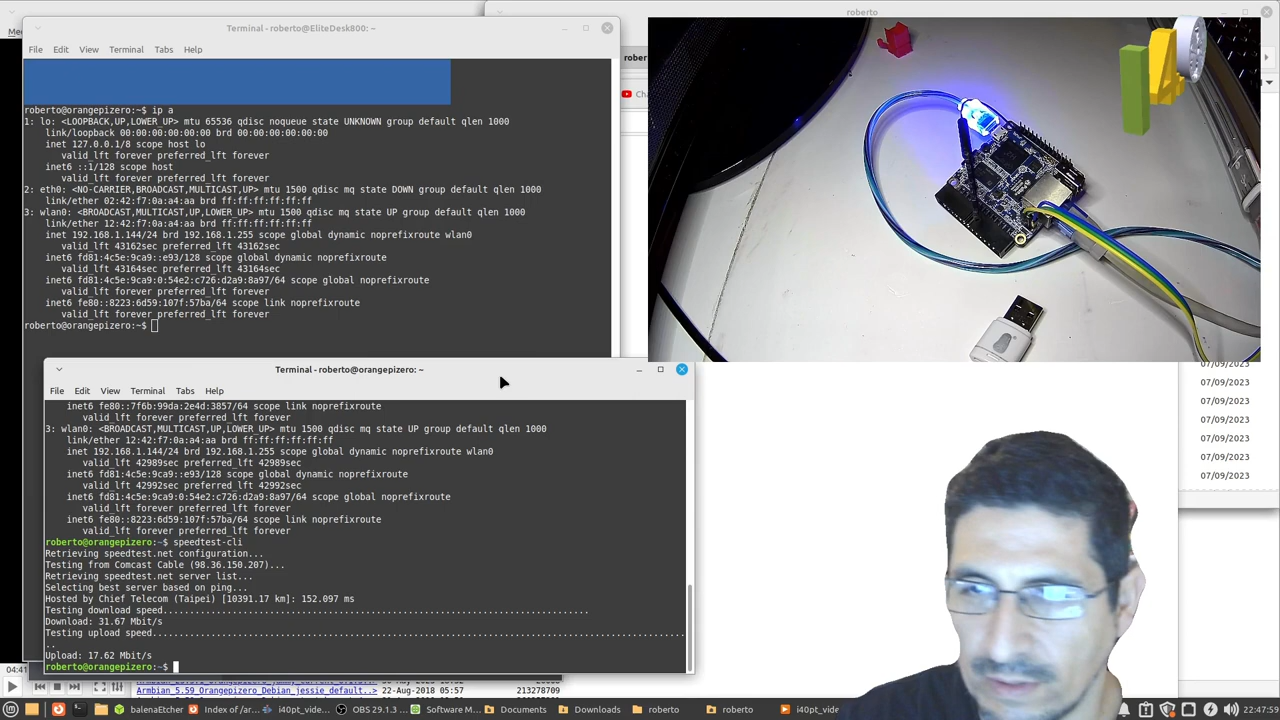 Terminal - roberto@EliteDesk800: ~
roberto
File Edit View Terminal Tabs Help
roberto@orangepizero:~$ ip a
1: lo: <LOOPBACK,UP,LOWER_UP> mtu 65536 qdisc noqueue state UNKNOWN group default qlen 1000
link/loopback 00:00:00:00:00:00 brd 00:00:00:00:00:00
inet 127.0.0.1/8 scope host lo
valid_lft forever preferred_lft forever
inet6 ::1/128 scope host
valid_lft forever preferred_lft forever
2: eth0: <NO-CARRIER,BROADCAST,MULTICAST,UP> mtu 1500 qdisc mq state DOWN group default qlen 1000
link/ether 02:42:f7:0a:a4:aa brd ff:ff:ff:ff:ff:ff
3: wlan0: <BROADCAST,MULTICAST,UP,LOWER_UP> mtu 1500 qdisc mq state UP group default qlen 1000
link/ether 12:42:f7:0a:a4:aa brd ff:ff:ff:ff:ff:ff
inet 192.168.1.144/24 brd 192.168.1.255 scope global dynamic noprefixroute wlan0
valid_lft 43162sec preferred_lft 43162sec
inet6 fd81:4c5e:9ca9::e93/128 scope global dynamic noprefixroute
valid_lft 43164sec preferred_lft 43164sec
inet6 fd81:4c5e:9ca9:0:54e2:c726:d2a9:8a97/64 scope global noprefixroute
valid_lft forever preferred_lft forever
inet6 fe80::8223:6d59:107f:57ba/64 scope link noprefixroute
valid_lft forever preferred_lft forever
roberto@orangepizero:~$
Terminal - roberto@orangepizero: ~
File Edit View Terminal Tabs Help
inet6 fe80::7f6b:99da:2e4d:3857/64 scope link noprefixroute
valid_lft forever preferred_lft forever
3: wlan0: <BROADCAST,MULTICAST,UP,LOWER_UP> mtu 1500 qdisc mq state UP group default qlen 1000
link/ether 12:42:f7:0a:a4:aa brd ff:ff:ff:ff:ff:ff
inet 192.168.1.144/24 brd 192.168.1.255 scope global dynamic noprefixroute wlan0
valid_lft 42989sec preferred_lft 42989sec
inet6 fd81:4c5e:9ca9::e93/128 scope global dynamic noprefixroute
valid_lft 42992sec preferred_lft 42992sec
inet6 fd81:4c5e:9ca9:0:54e2:c726:d2a9:8a97/64 scope global noprefixroute
valid_lft forever preferred_lft forever
inet6 fe80::8223:6d59:107f:57ba/64 scope link noprefixroute
valid_lft forever preferred_lft forever
roberto@orangepizero:~$ speedtest-cli
Retrieving speedtest.net configuration...
Testing from Comcast Cable (98.36.150.207)...
Retrieving speedtest.net server list...
Selecting best server based on ping...
Hosted by Chief Telecom (Taipei) [10391.17 km]: 152.097 ms
Testing download speed................................................................................
Download: 31.67 Mbit/s
Testing upload speed......................................................................................................
..
Upload: 17.62 Mbit/s
roberto@orangepizero:~$
07/09/2023
07/09/2023
07/09/2023
07/09/2023
07/09/2023
07/09/2023
07/09/2023
04:41
Armbian_5.59_Orangepizero_Debian_jessie_default..> 22-Aug-2018 05:57 213278709
balenaEtcher
Index of /ar...
i40pt_vide...
OBS 29.1.3 ...
Software M...
Documents
Downloads
roberto
roberto
i40pt_vide...
22:47:59